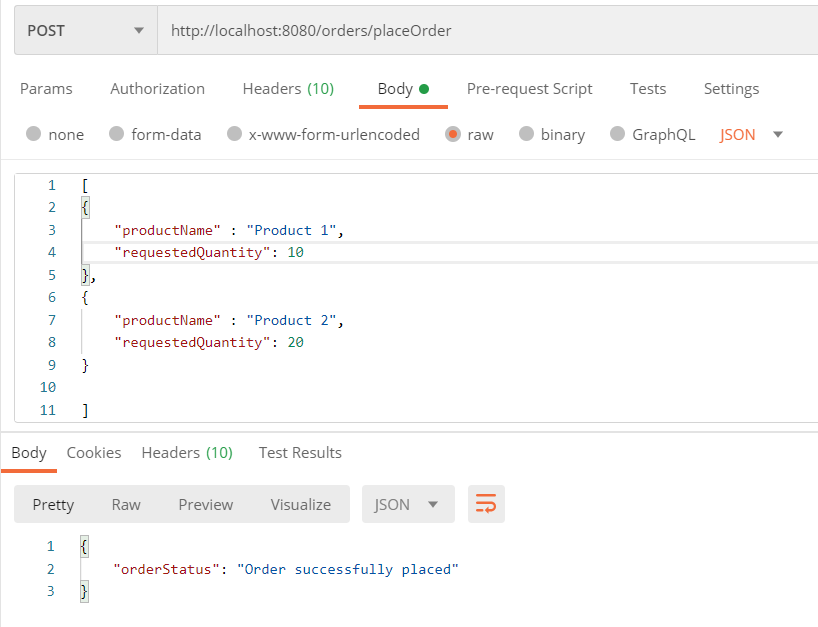 POST http://localhost:8080/orders/placeOrder
Params Authorization Headers (10) Body Pre-request Script Tests Settings
none form-data x-www-form-urlencoded raw binary GraphQL JSON
1 [
2 {
3 "productName" : "Product 1",
4 "requestedQuantity": 10
5 },
6 {
7 "productName" : "Product 2",
8 "requestedQuantity": 20
9 }
10
11 ]
Body Cookies Headers (10) Test Results
Pretty Raw Preview Visualize JSON
1 {
2 "orderStatus": "Order successfully placed"
3 }